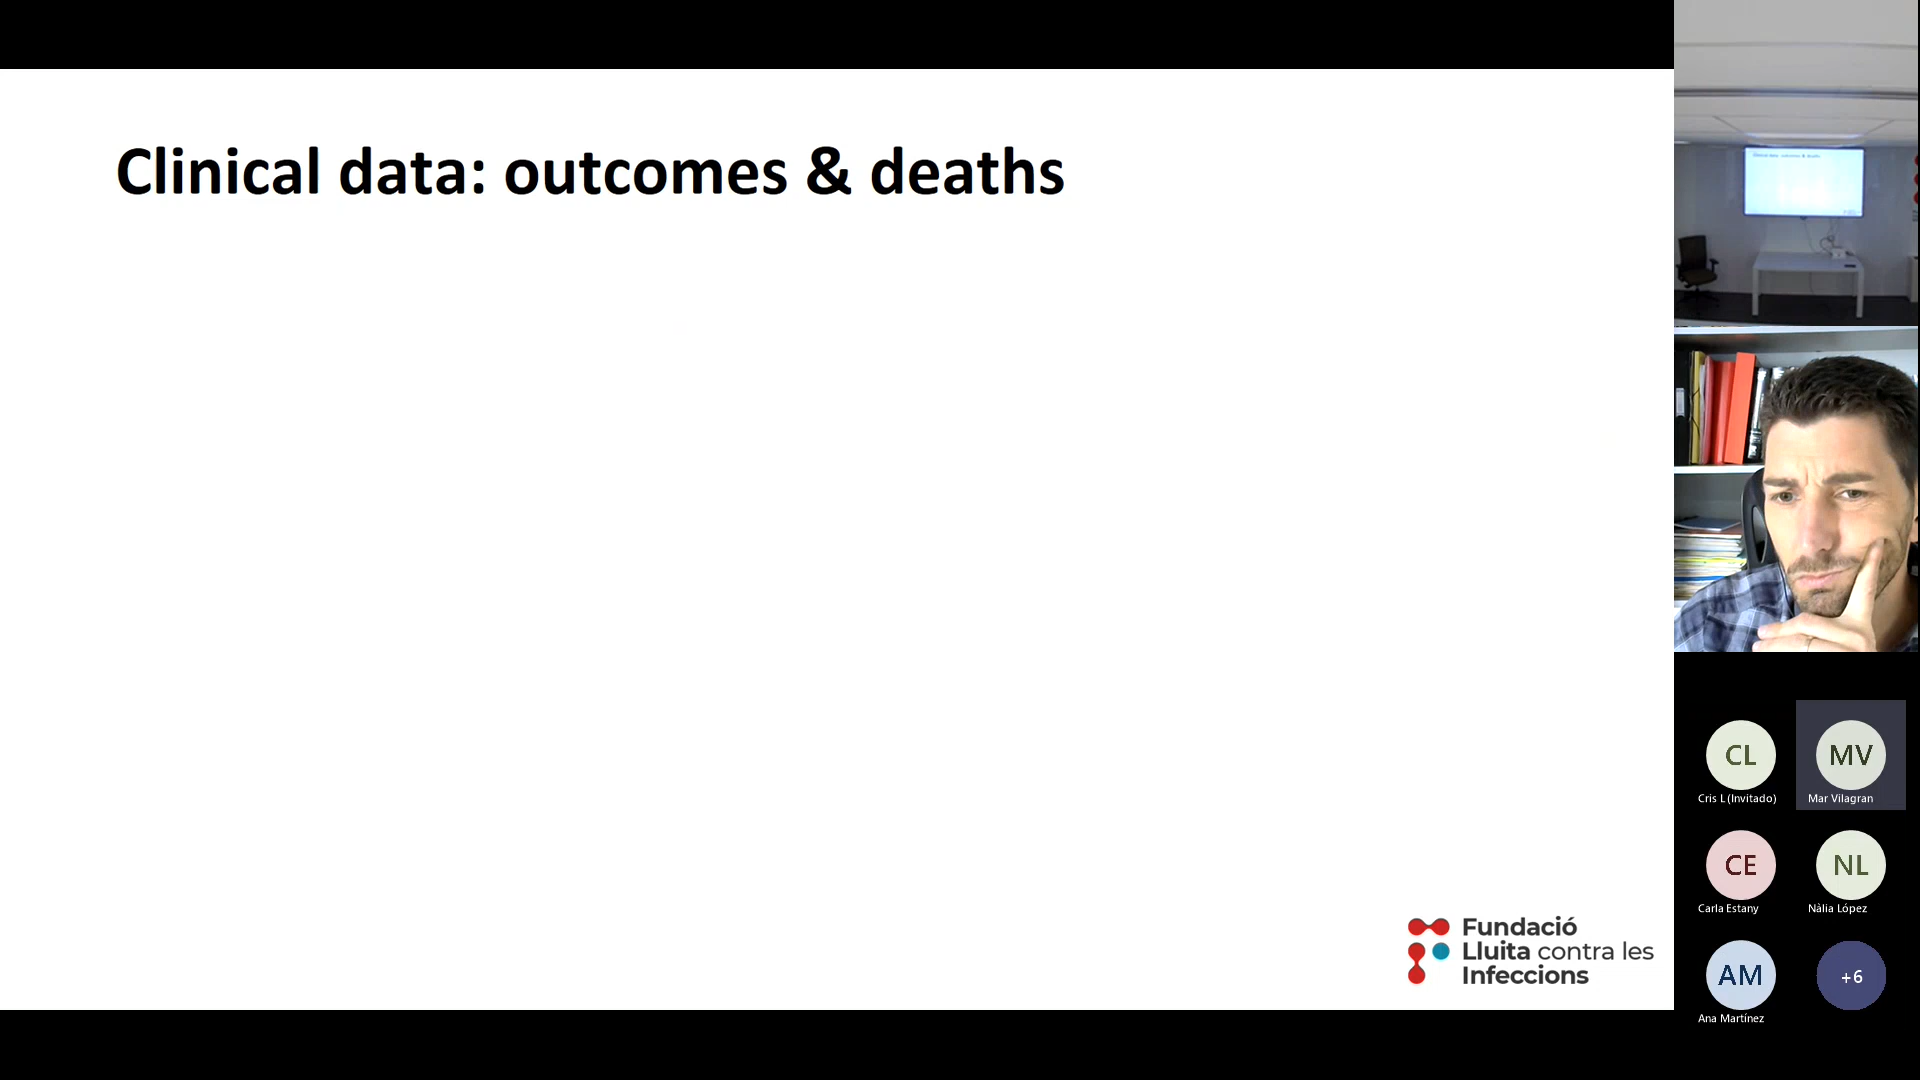 Clinical data: outcomes & deaths
Fundació
Lluita contra les
Infeccions
CL
Cris L (Invitado)
MV
Mar Vilagran
CE
Carla Estany
NL
Nàlia López
AM
Ana Martínez
+6